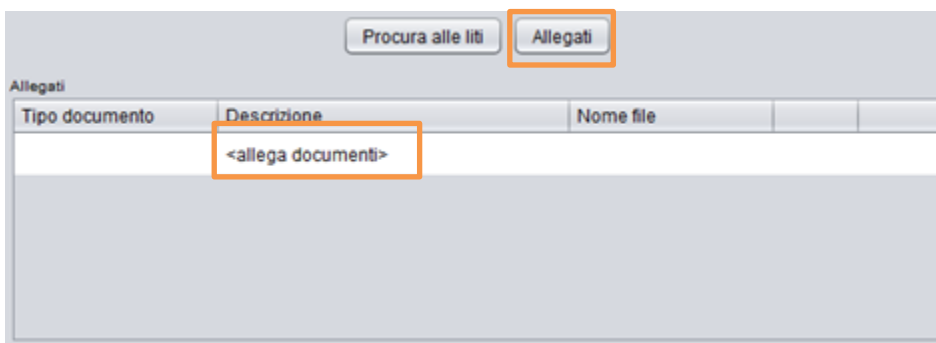 Procura alle liti Allegati
Allegati
Tipo documento Descrizione Nome file
<allega documenti>